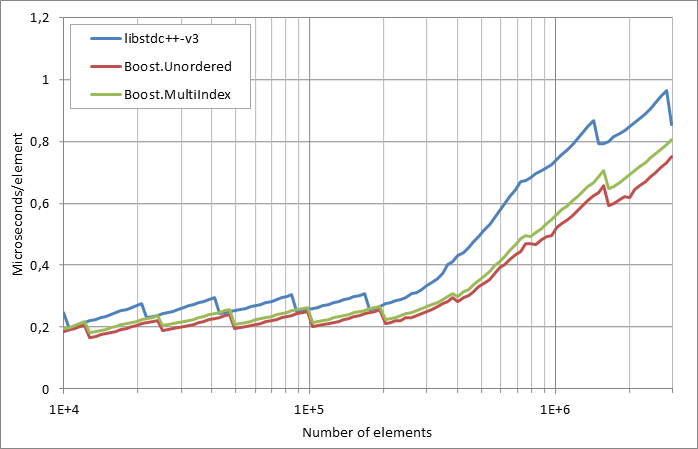 1,2
1
0,8
0,6
0,4
0,2
0
Microseconds/element
libstdc++-v3
Boost.Unordered
Boost.MultiIndex
1E+4 1E+5 1E+6
Number of elements